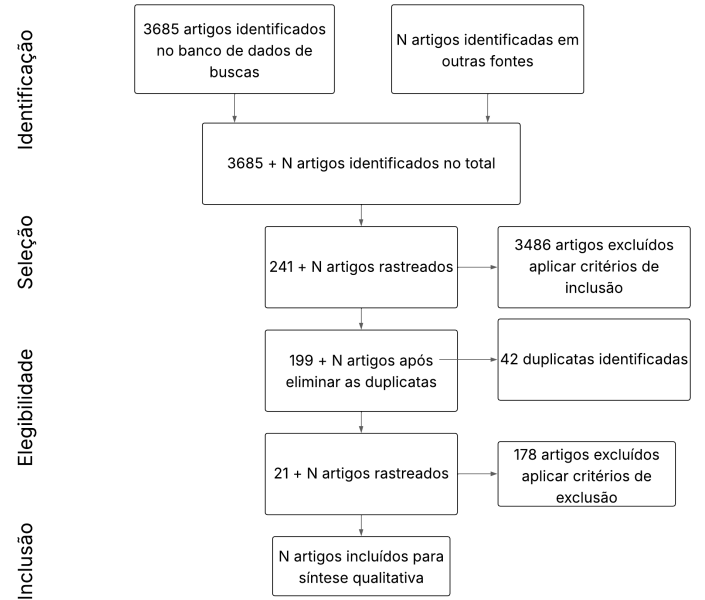 Identificação
3685 artigos identificados
no banco de dados de
buscas
N artigos identificadas em
outras fontes
3685 + N artigos identificados no total
Seleção
241 + N artigos rastreados
3486 artigos excluídos
aplicar critérios de
inclusão
Elegibilidade
199 + N artigos após
eliminar as duplicatas
42 duplicatas identificadas
21 + N artigos rastreados
178 artigos excluídos
aplicar critérios de
exclusão
Inclusão
N artigos incluídos para
síntese qualitativa